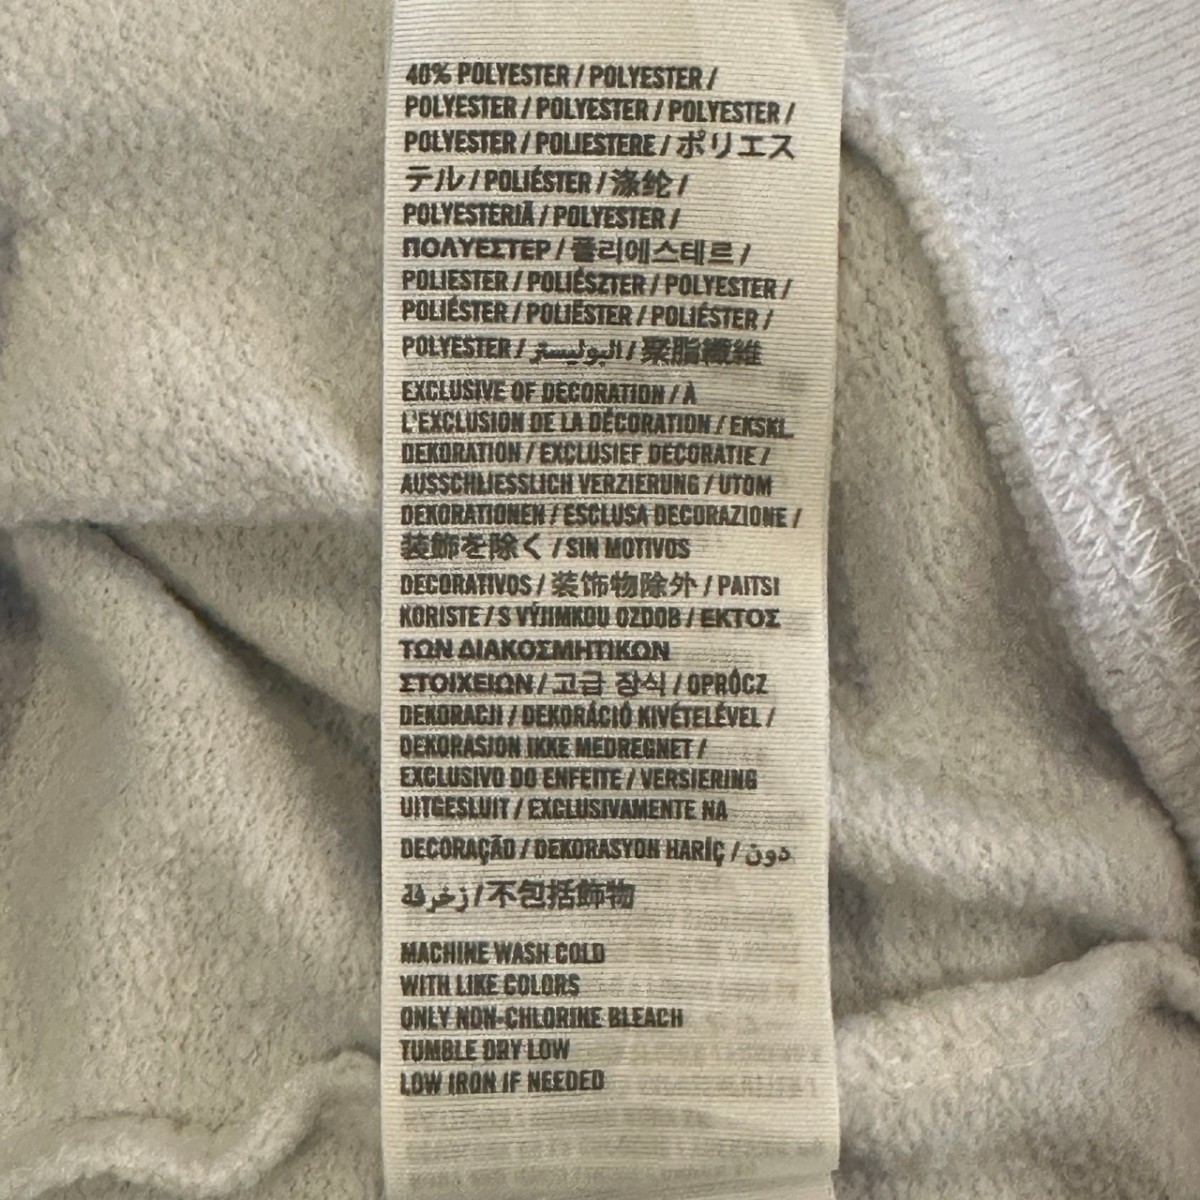 40% POLYESTER / POLYESTER /
POLYESTER / POLYESTER / POLYESTER /
POLYESTER / POLIESTERE / ポリエス
テル / POLIÉSTER / 涤纶 /
POLYESTERIÄ / POLYESTER /
ΠΟΛΥΕΣΤΕΡ / 폴리에스테르 /
POLIESTER / POLIÉSZTER / POLYESTER /
POLIÉSTER / POLIËSTER / POLIÉSTER /
POLYESTER / البوليستر / 聚脂纖維
EXCLUSIVE OF DECORATION / À
L'EXCLUSION DE LA DÉCORATION / EKSKL.
DEKORATION / EXCLUSIEF DECORATIE /
AUSSCHLIESSLICH VERZIERUNG / UTOM
DEKORATIONEN / ESCLUSA DECORAZIONE /
装飾を除く / SIN MOTIVOS
DECORATIVOS / 装饰物除外 / PAITSI
KORISTE / S VÝJIMKOU OZDOB / ΕΚΤΟΣ
ΤΩΝ ΔΙΑΚΟΣΜΗΤΙΚΩΝ
ΣΤΟΙΧΕΙΩΝ / 고급 장식 / OPRÓCZ
DEKORACJI / DEKORÁCIÓ KIVÉTELÉVEL /
DEKORASJON IKKE MEDREGNET /
EXCLUSIVO DO ENFEITE / VERSIERING
UITGESLUIT / EXCLUSIVAMENTE NA
DECORAÇÃO / DEKORASYON HARİÇ / دون
زخرفة / 不包括飾物
MACHINE WASH COLD
WITH LIKE COLORS
ONLY NON-CHLORINE BLEACH
TUMBLE DRY LOW
LOW IRON IF NEEDED